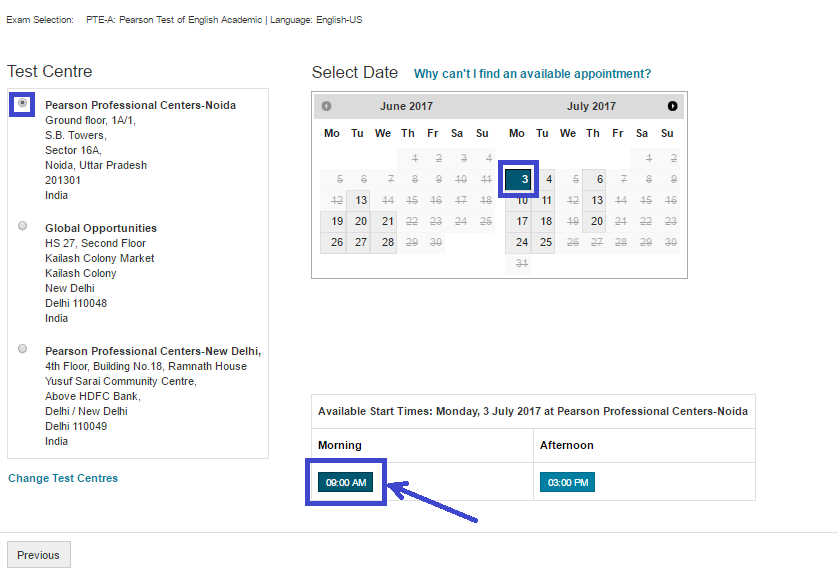 Exam Selection: PTE-A: Pearson Test of English Academic | Language: English-US
Test Centre
Pearson Professional Centers-Noida
Ground floor, 1A/1,
S.B. Towers,
Sector 16A,
Noida, Uttar Pradesh
201301
India
Global Opportunities
HS 27, Second Floor
Kailash Colony Market
Kailash Colony
New Delhi
Delhi 110048
India
Pearson Professional Centers-New Delhi,
4th Floor, Building No.18, Ramnath House
Yusuf Sarai Community Centre,
Above HDFC Bank,
Delhi / New Delhi
Delhi 110049
India
Change Test Centres
Select Date Why can't I find an available appointment?
June 2017
Mo Tu We Th Fr Sa Su
1 2 3 4
5 6 7 8 9 10 11
12 13 14 15 16 17 18
19 20 21 22 23 24 25
26 27 28 29 30
July 2017
Mo Tu We Th Fr Sa Su
1 2
3 4 5 6 7 8 9
10 11 12 13 14 15 16
17 18 19 20 21 22 23
24 25 26 27 28 29 30
31
Available Start Times: Monday, 3 July 2017 at Pearson Professional Centers-Noida
Morning Afternoon
09:00 AM 03:00 PM
Previous